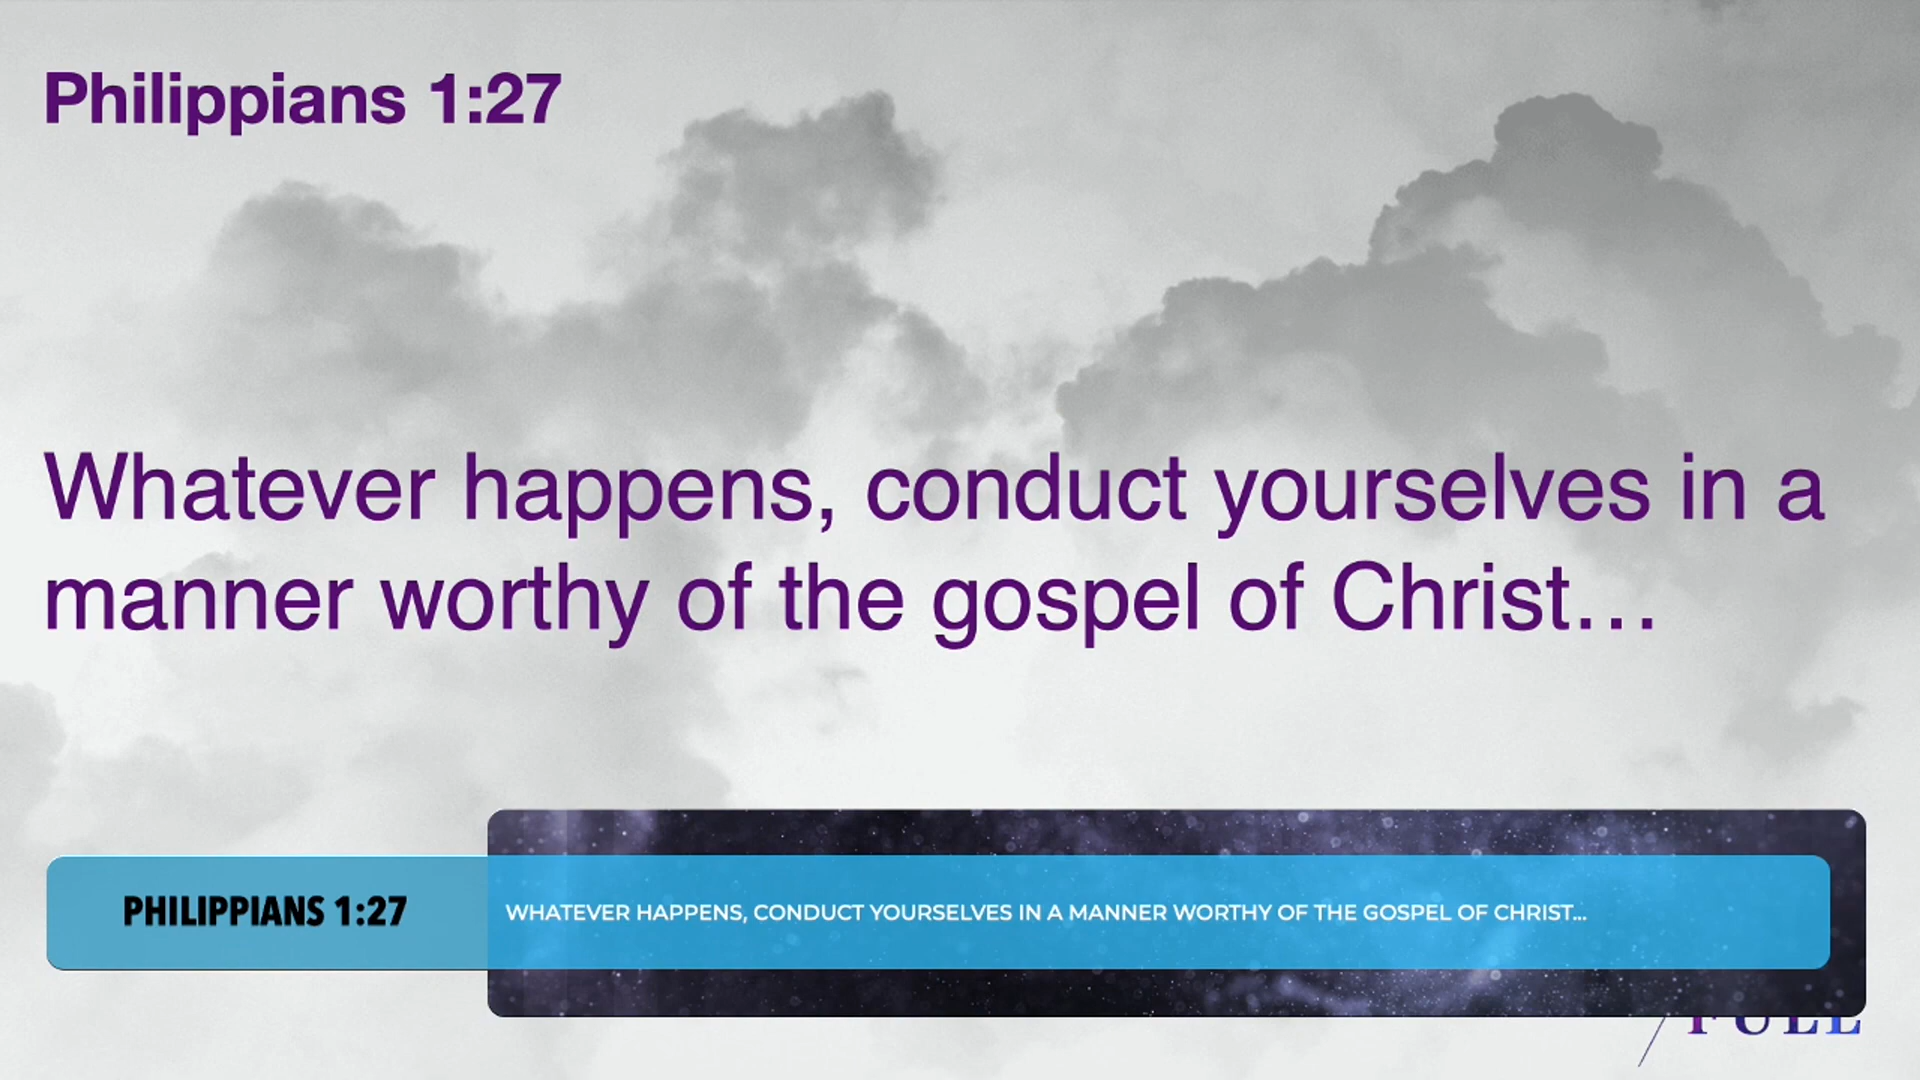 Philippians 1:27
Whatever happens, conduct yourselves in a
manner worthy of the gospel of Christ…
PHILIPPIANS 1:27
WHATEVER HAPPENS, CONDUCT YOURSELVES IN A MANNER WORTHY OF THE GOSPEL OF CHRIST...
FULL